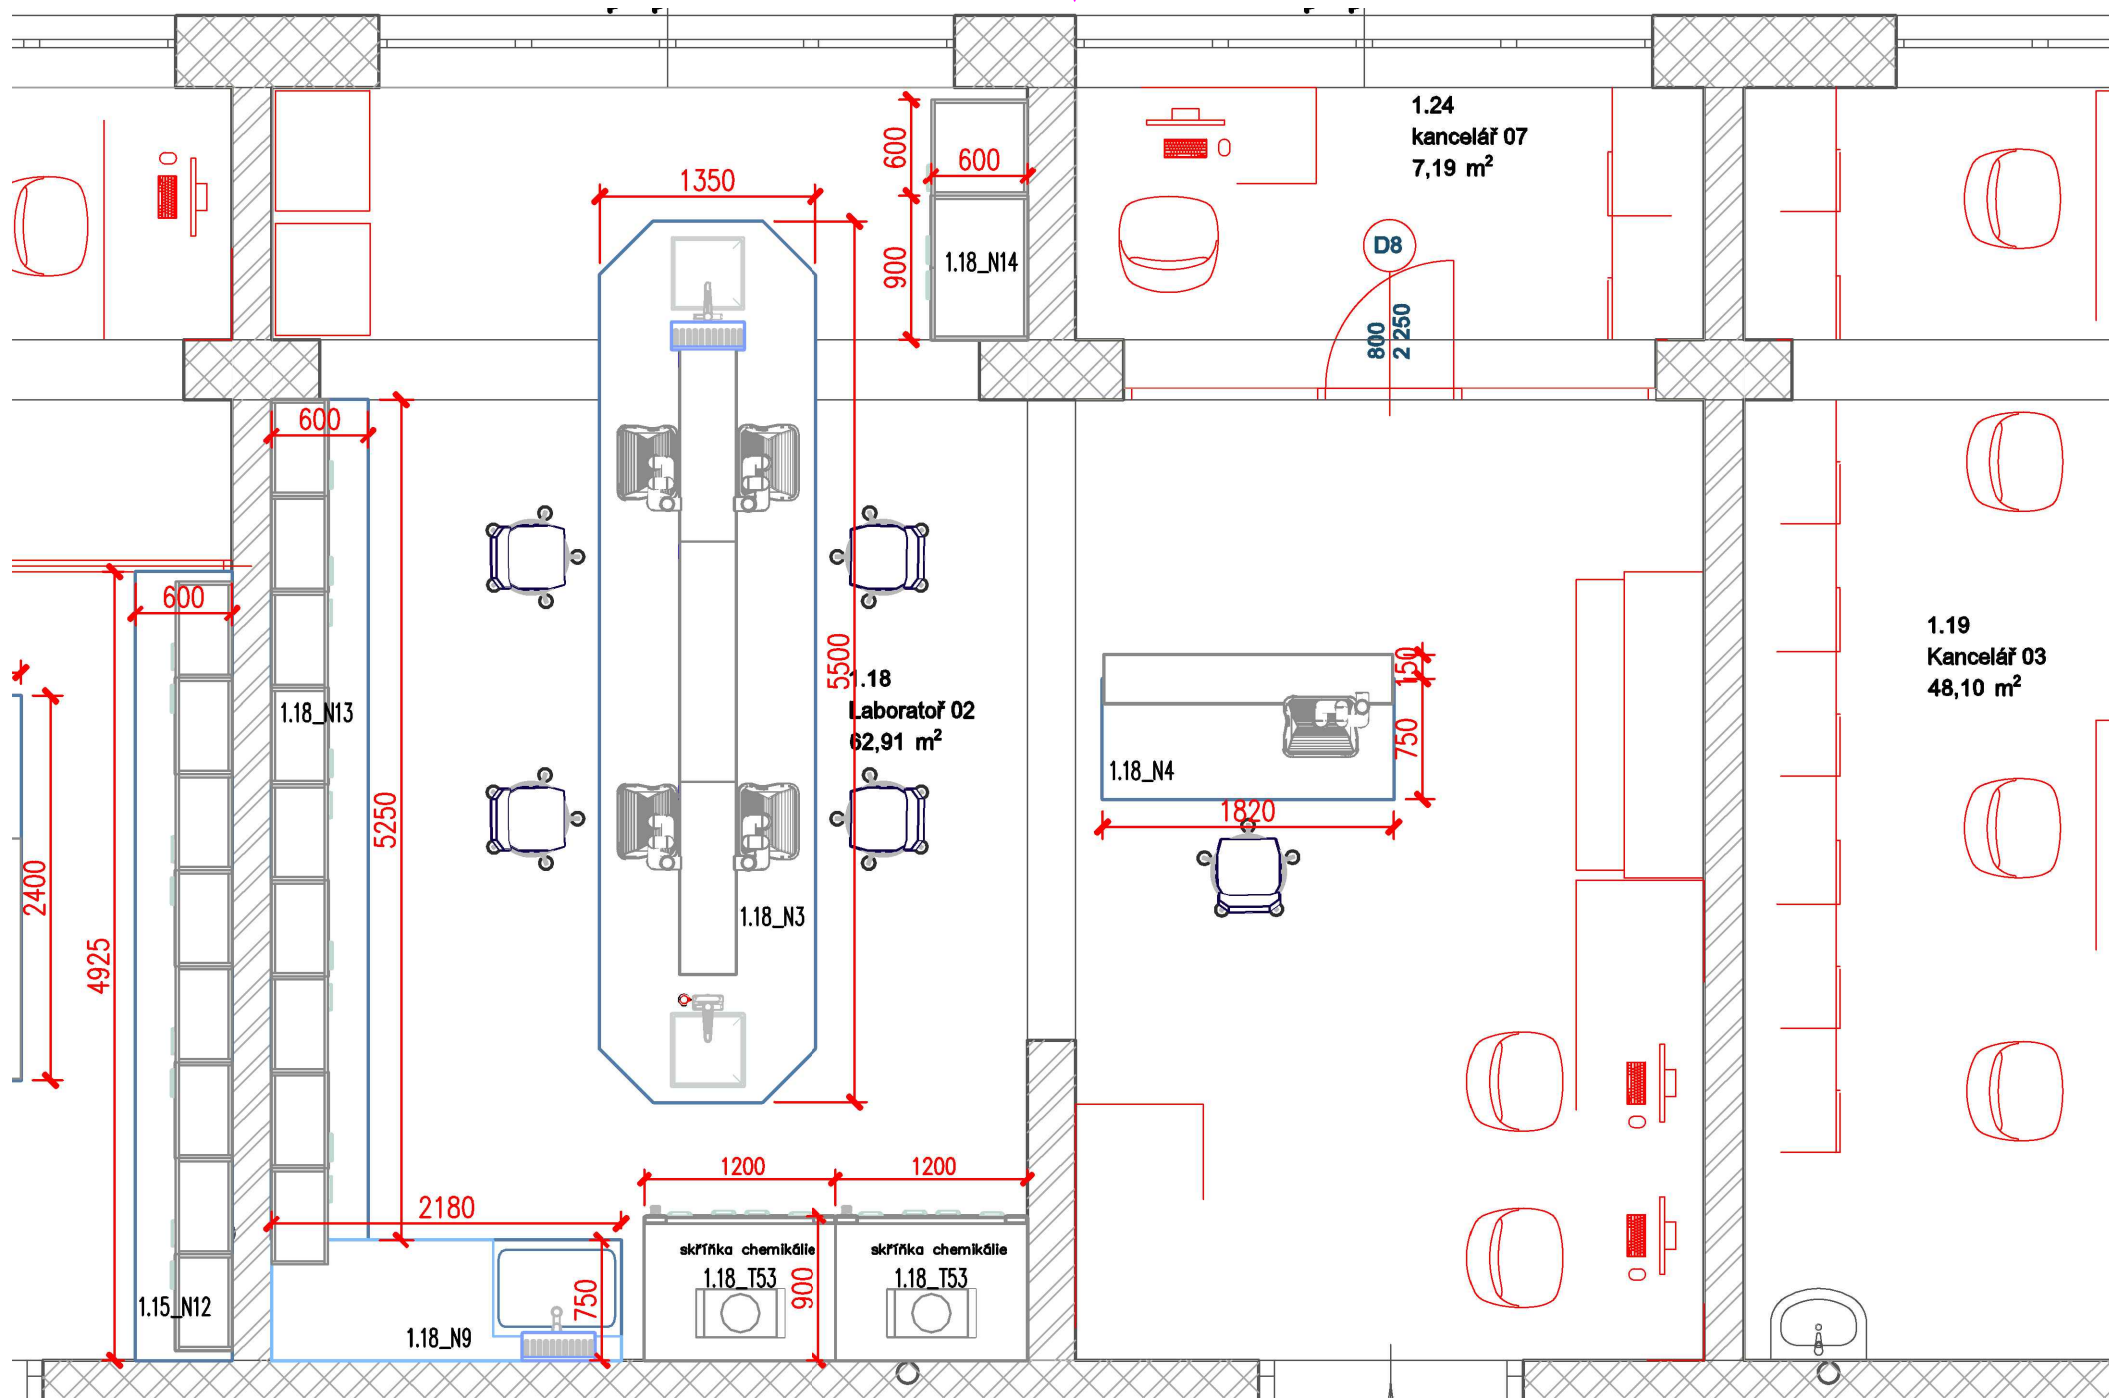 1.24
kancelář 07
7,19 m²
600
600
1350
900
1.18_N14
D8
800
2 250
600
600
5500
1.18
Laboratoř 02
62,91 m²
1.19
Kancelář 03
48,10 m²
150
750
1.18_N4
1820
1.18_N13
5250
2400
4925
1.18_N3
1200
1200
2180
skříňka chemikálie
1.18_T53
900
skříňka chemikálie
1.18_T53
750
1.15_N12
1.18_N9